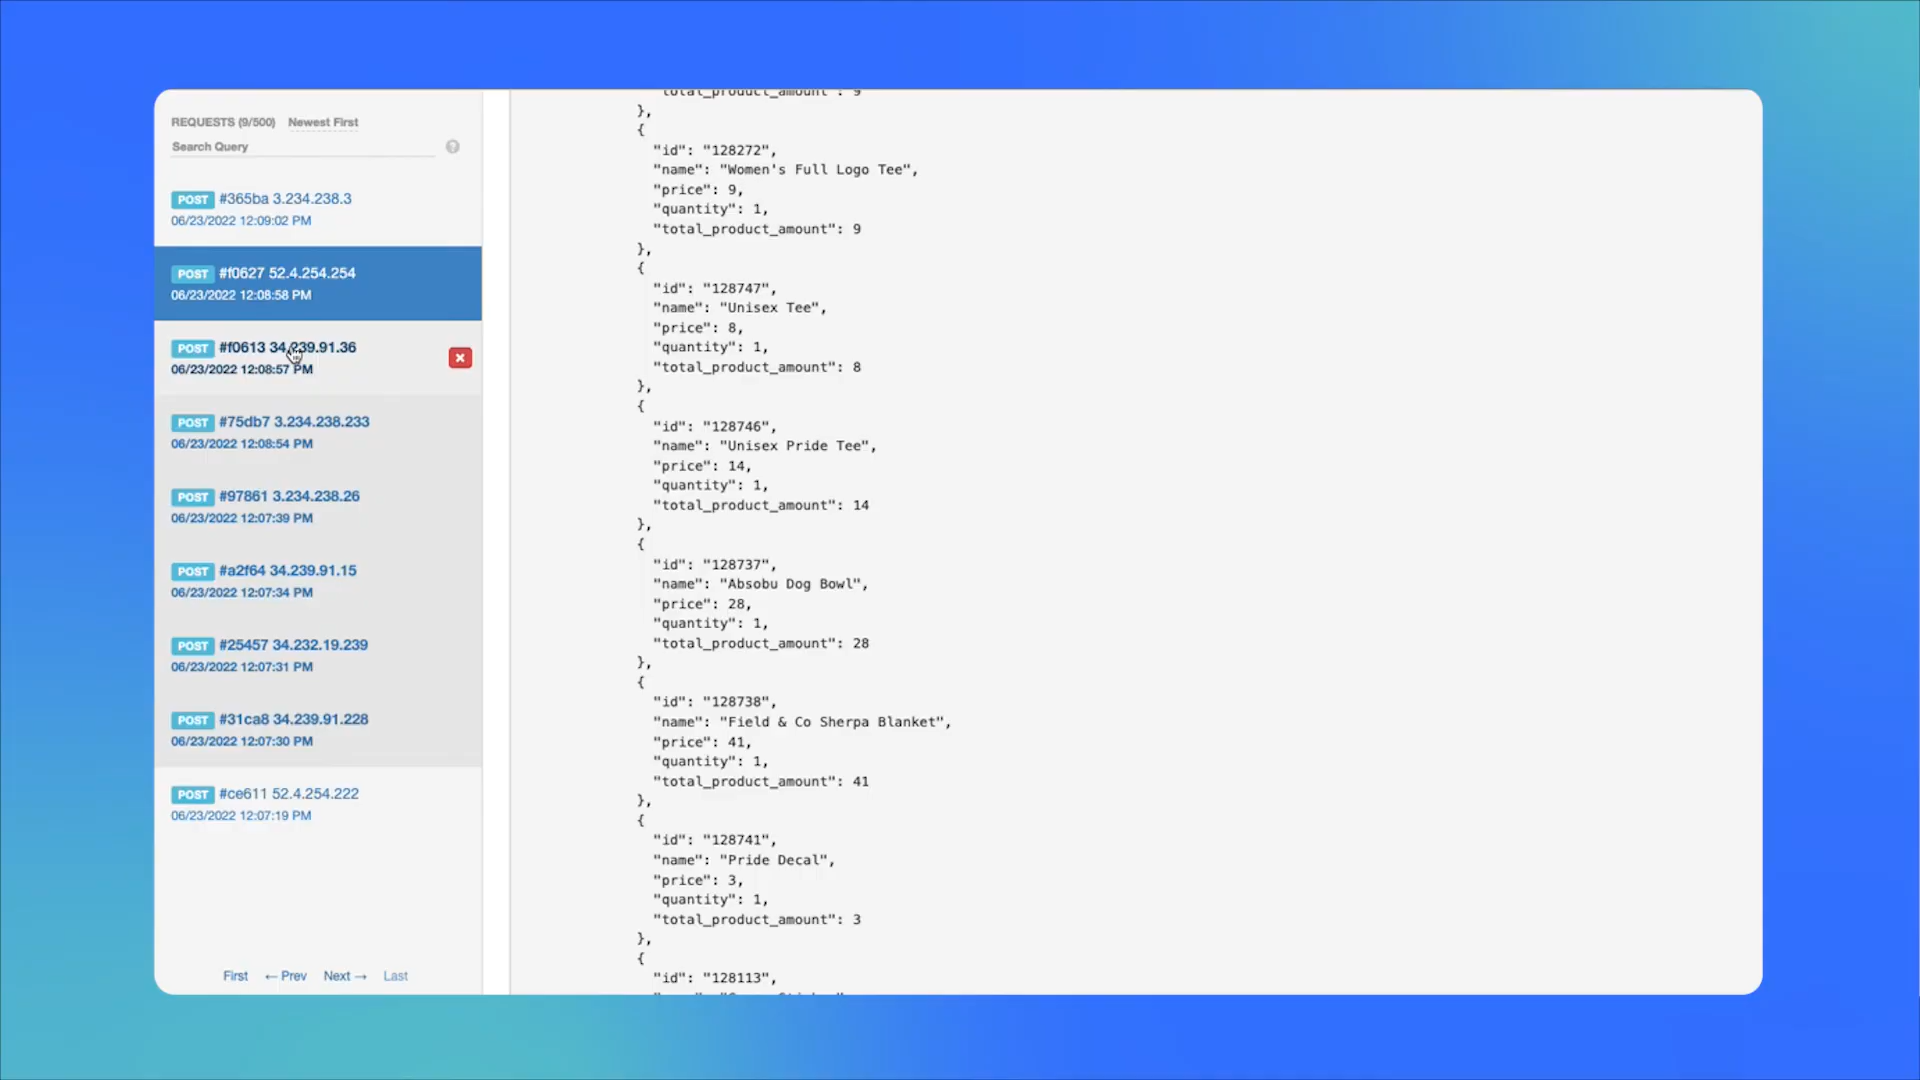 REQUESTS (9/500) Newest First
Search Query
POST #365ba 3.234.238.3
06/23/2022 12:09:02 PM
POST #f0627 52.4.254.254
06/23/2022 12:08:58 PM
POST #f0613 34.239.91.36
06/23/2022 12:08:57 PM
POST #75db7 3.234.238.233
06/23/2022 12:08:54 PM
POST #97861 3.234.238.26
06/23/2022 12:07:39 PM
POST #a2f64 34.239.91.15
06/23/2022 12:07:34 PM
POST #25457 34.232.19.239
06/23/2022 12:07:31 PM
POST #31ca8 34.239.91.228
06/23/2022 12:07:30 PM
POST #ce611 52.4.254.222
06/23/2022 12:07:19 PM
First ← Prev Next → Last
"total_product_amount": 9
},
{
"id": "128272",
"name": "Women's Full Logo Tee",
"price": 9,
"quantity": 1,
"total_product_amount": 9
},
{
"id": "128747",
"name": "Unisex Tee",
"price": 8,
"quantity": 1,
"total_product_amount": 8
},
{
"id": "128746",
"name": "Unisex Pride Tee",
"price": 14,
"quantity": 1,
"total_product_amount": 14
},
{
"id": "128737",
"name": "Absobu Dog Bowl",
"price": 28,
"quantity": 1,
"total_product_amount": 28
},
{
"id": "128738",
"name": "Field & Co Sherpa Blanket",
"price": 41,
"quantity": 1,
"total_product_amount": 41
},
{
"id": "128741",
"name": "Pride Decal",
"price": 3,
"quantity": 1,
"total_product_amount": 3
},
{
"id": "128113",